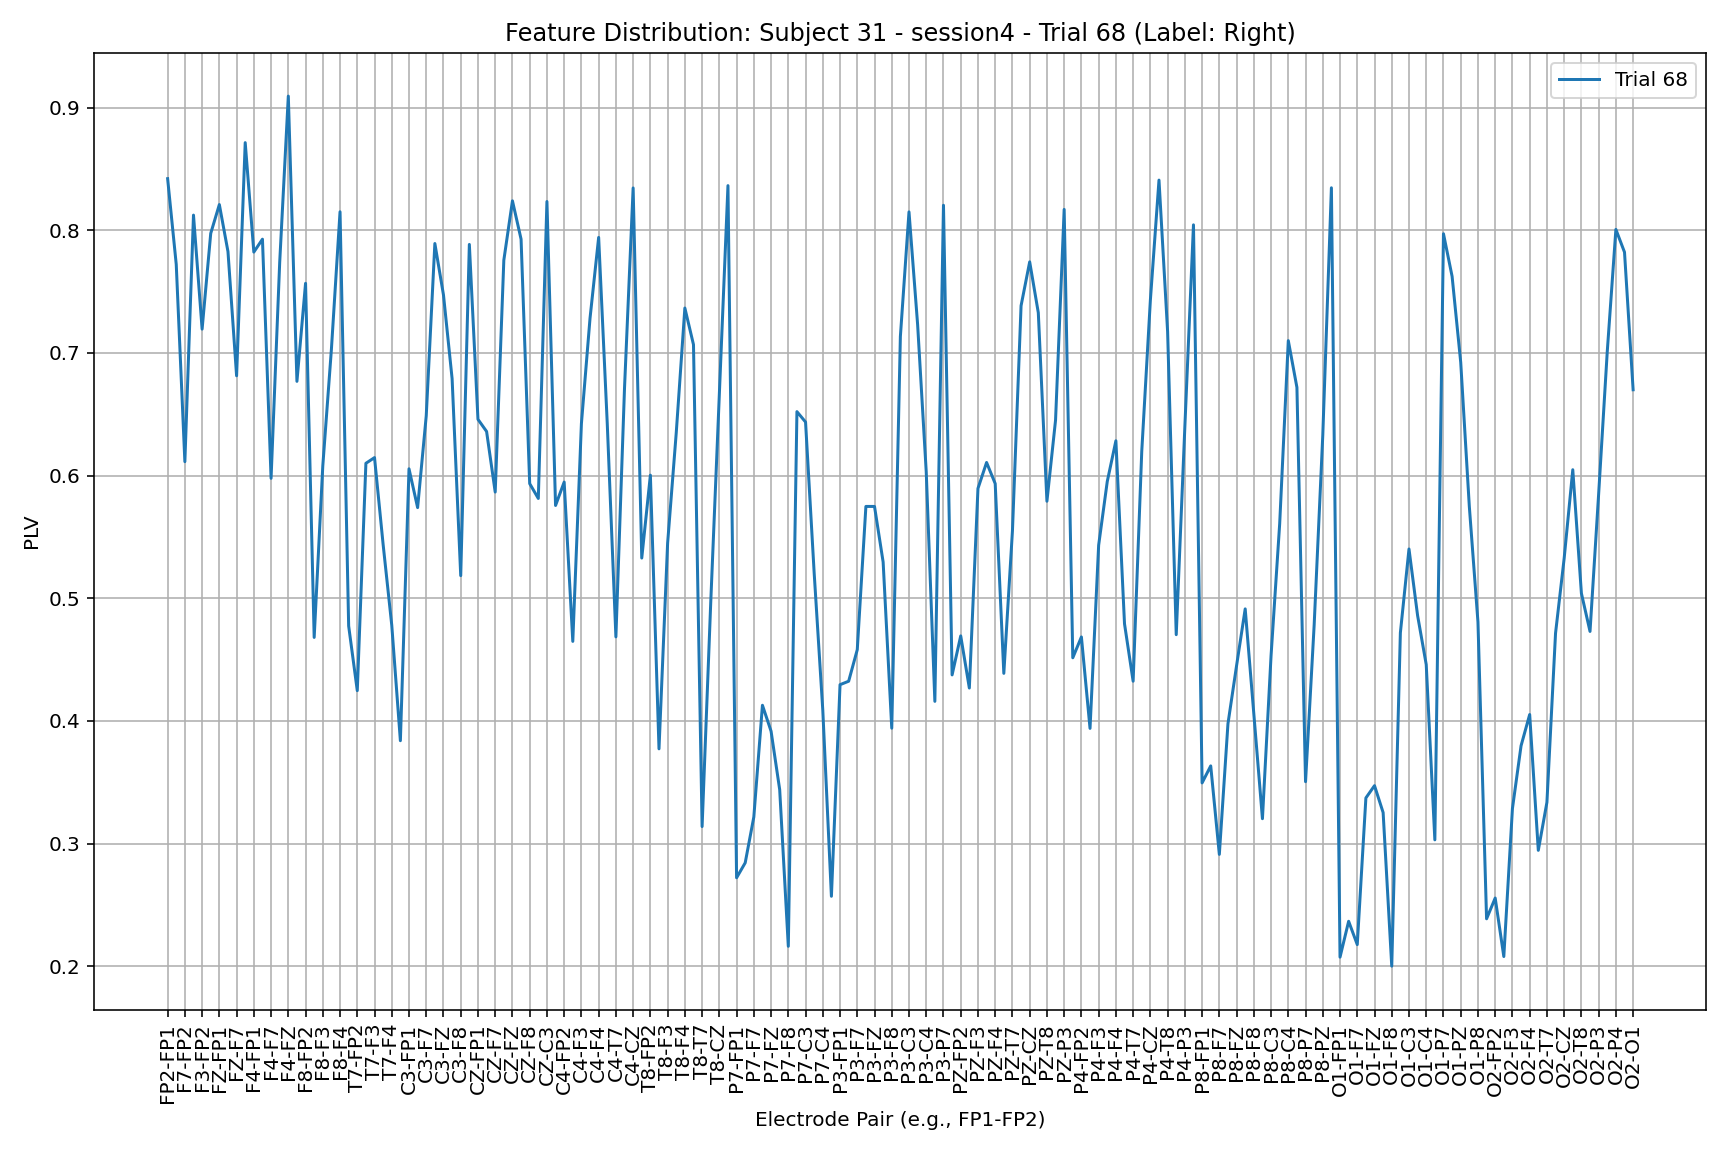 Feature Distribution: Subject 31 - session4 - Trial 68 (Label: Right)
Trial 68
PLV
0.9
0.8
0.7
0.6
0.5
0.4
0.3
0.2
FP2-FP1
F7-FP2
F3-FP2
FZ-FP1
FZ-F7
F4-FP1
F4-F7
F4-FZ
F8-FP2
F8-F3
F8-F4
T7-FP2
T7-F3
T7-F4
C3-FP1
C3-F7
C3-FZ
C3-F8
CZ-FP1
CZ-F7
CZ-FZ
CZ-F8
CZ-C3
C4-FP2
C4-F3
C4-F4
C4-T7
C4-CZ
T8-FP2
T8-F3
T8-F4
T8-T7
T8-CZ
P7-FP1
P7-F7
P7-FZ
P7-F8
P7-C3
P7-C4
P3-FP1
P3-F7
P3-FZ
P3-F8
P3-C3
P3-C4
P3-P7
PZ-FP2
PZ-F3
PZ-F4
PZ-T7
PZ-CZ
PZ-T8
PZ-P3
P4-FP2
P4-F3
P4-F4
P4-T7
P4-CZ
P4-T8
P4-P3
P8-FP1
P8-F7
P8-FZ
P8-F8
P8-C3
P8-C4
P8-P7
P8-PZ
O1-FP1
O1-F7
O1-FZ
O1-F8
O1-C3
O1-C4
O1-P7
O1-PZ
O1-P8
O2-FP2
O2-F3
O2-F4
O2-T7
O2-CZ
O2-T8
O2-P3
O2-P4
O2-O1
Electrode Pair (e.g., FP1-FP2)